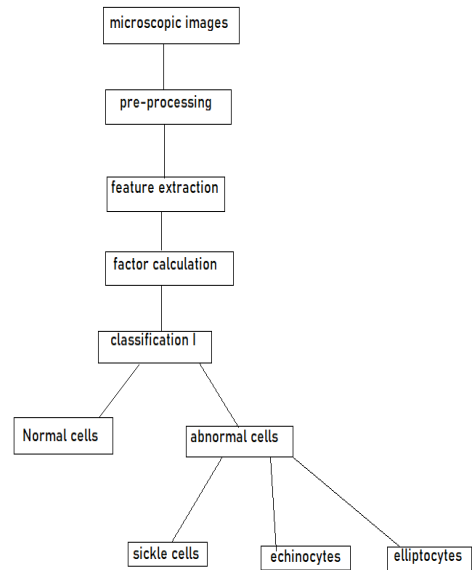 microscopic images
pre-processing
feature extraction
factor calculation
classification I
Normal cells
abnormal cells
sickle cells
echinocytes
elliptocytes